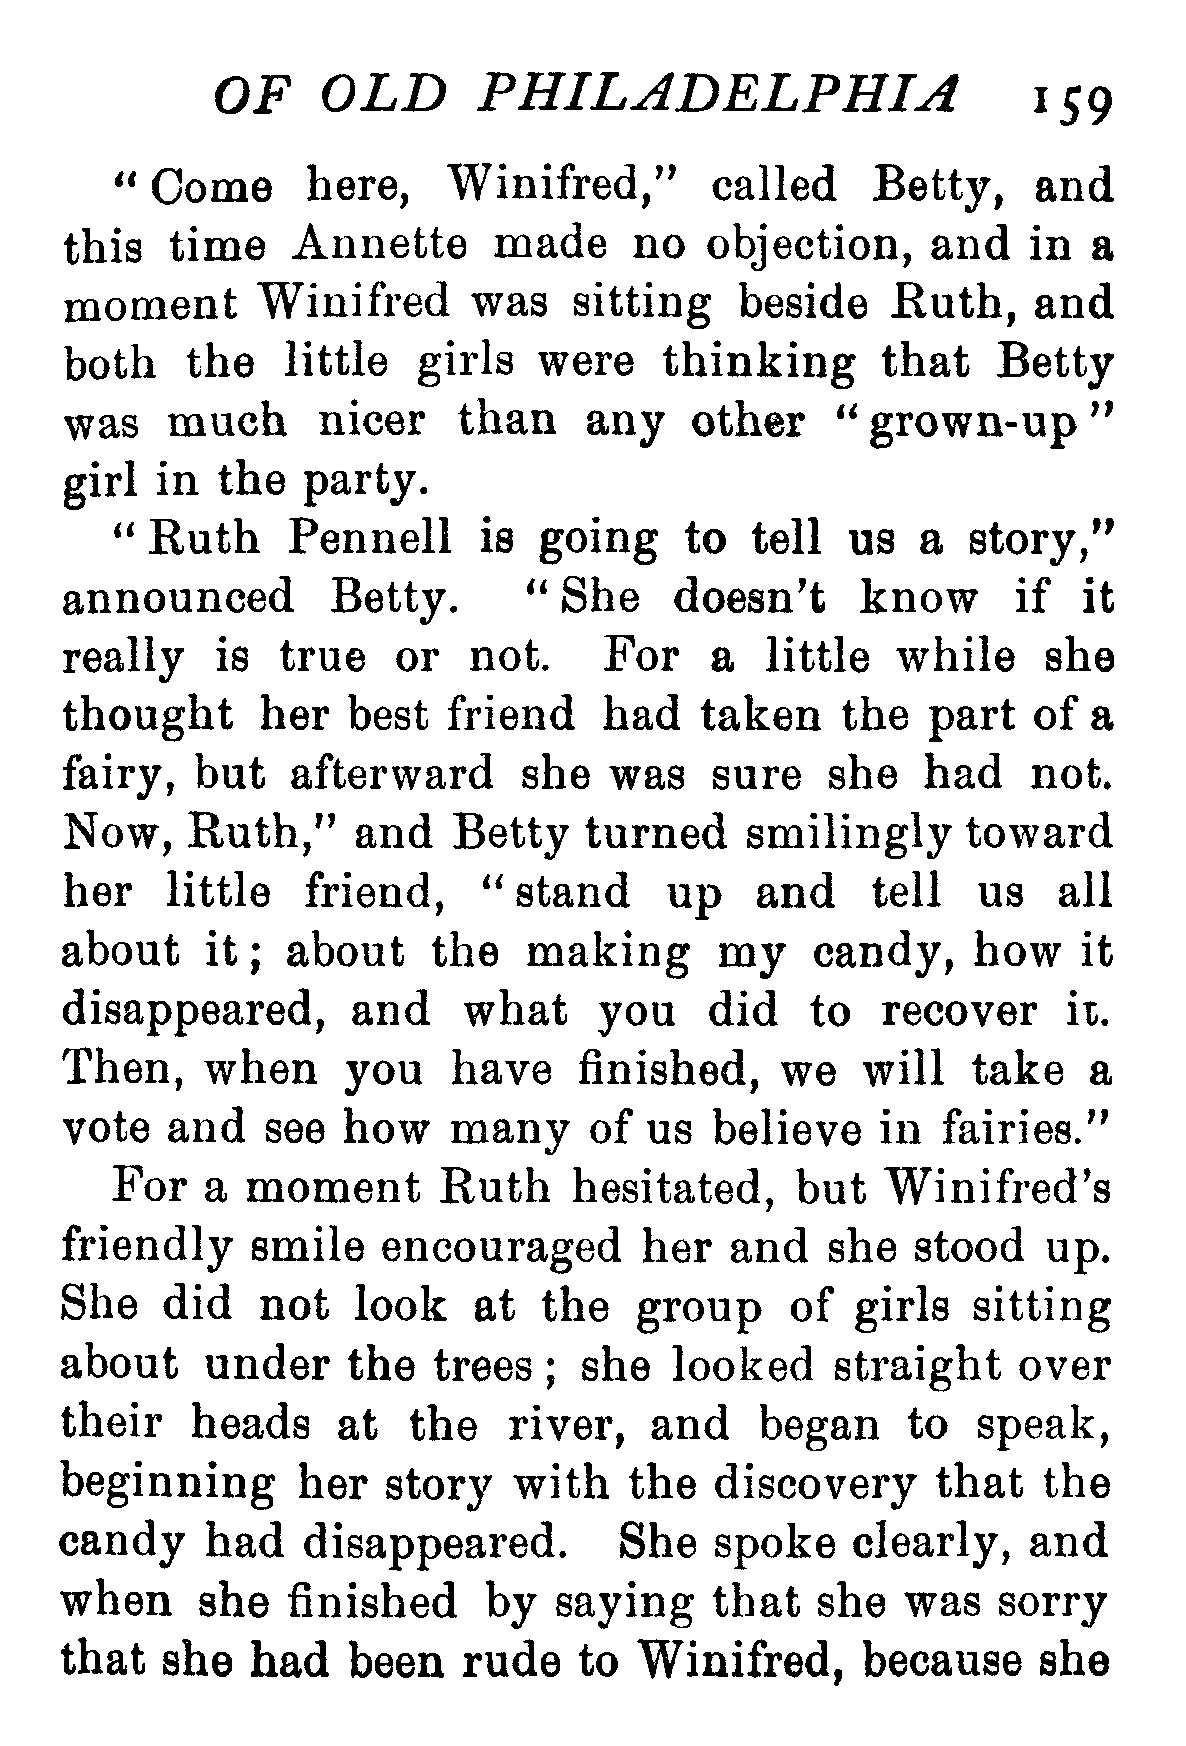 OF OLD PHILADELPHIA 159
" Come here, Winifred," called Betty, and
this time Annette made no objection, and in a
moment Winifred was sitting beside Ruth, and
both the little girls were thinking that Betty
was much nicer than any other " grown-up "
girl in the party.
" Ruth Pennell is going to tell us a story,"
announced Betty. " She doesn't know if it
really is true or not. For a little while she
thought her best friend had taken the part of a
fairy, but afterward she was sure she had not.
Now, Ruth," and Betty turned smilingly toward
her little friend, " stand up and tell us all
about it ; about the making my candy, how it
disappeared, and what you did to recover it.
Then, when you have finished, we will take a
vote and see how many of us believe in fairies."
For a moment Ruth hesitated, but Winifred's
friendly smile encouraged her and she stood up.
She did not look at the group of girls sitting
about under the trees ; she looked straight over
their heads at the river, and began to speak,
beginning her story with the discovery that the
candy had disappeared. She spoke clearly, and
when she finished by saying that she was sorry
that she had been rude to Winifred, because she